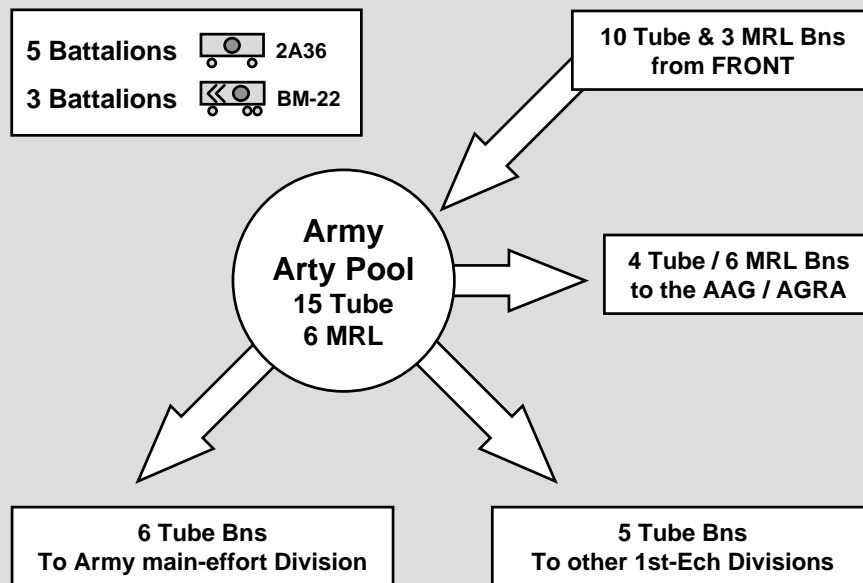 5 Battalions 2A36
3 Battalions BM-22
10 Tube & 3 MRL Bns
from FRONT
Army
Arty Pool
15 Tube
6 MRL
4 Tube / 6 MRL Bns
to the AAG / AGRA
6 Tube Bns
To Army main-effort Division
5 Tube Bns
To other 1st-Ech Divisions